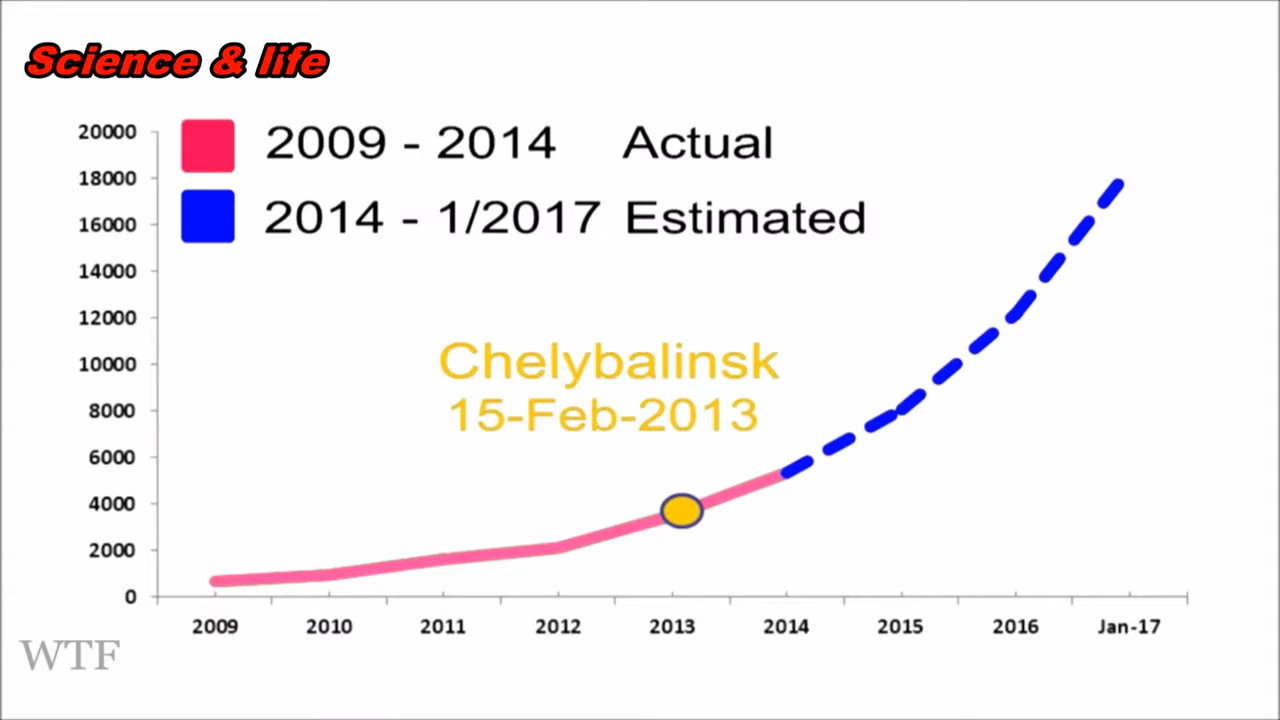 Science & life
20000
2009 - 2014 Actual
18000
2014 - 1/2017 Estimated
16000
14000
12000
Chelybalinsk
10000
15-Feb-2013
8000
6000
4000
2000
0
2009 2010 2011 2012 2013 2014 2015 2016 Jan-17
WTF